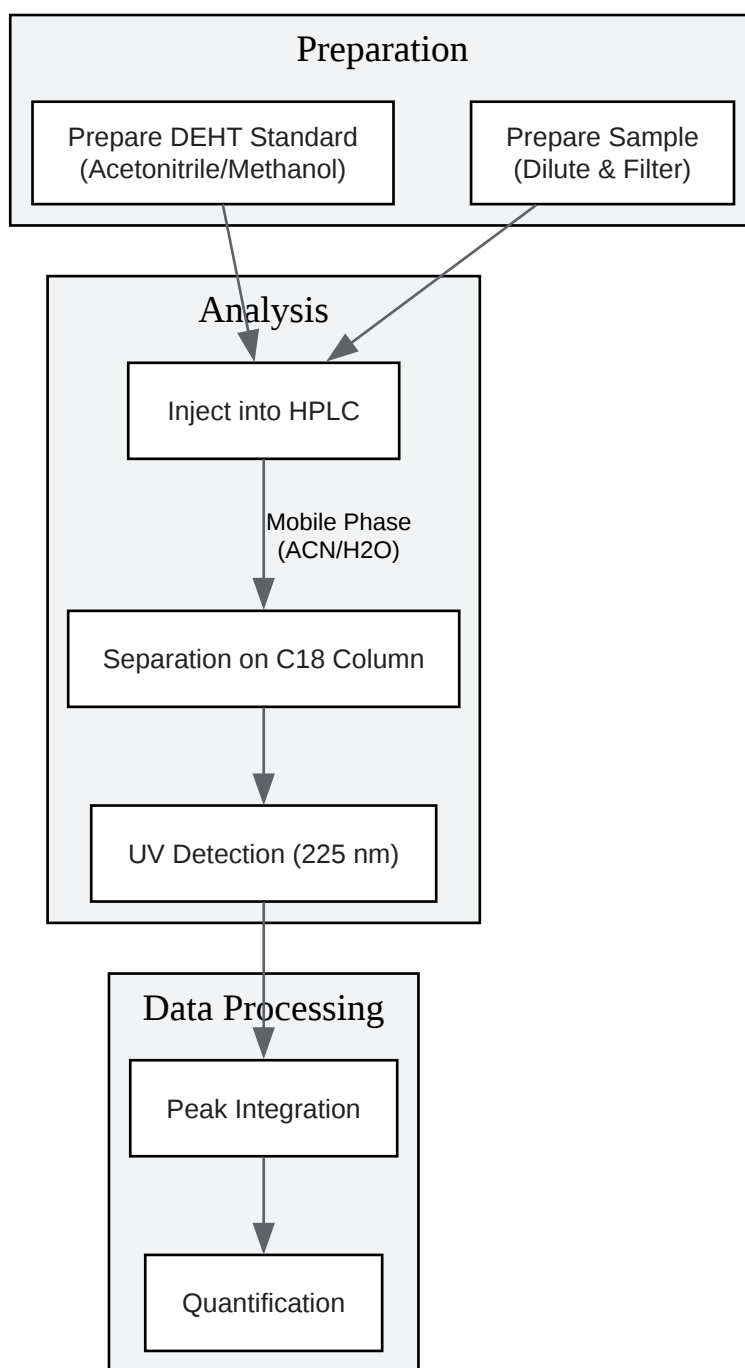 Preparation
Prepare DEHT Standard
(Acetonitrile/Methanol)
Prepare Sample
(Dilute & Filter)
Analysis
Inject into HPLC
Mobile Phase
(ACN/H2O)
Separation on C18 Column
UV Detection (225 nm)
Data Processing
Peak Integration
Quantification